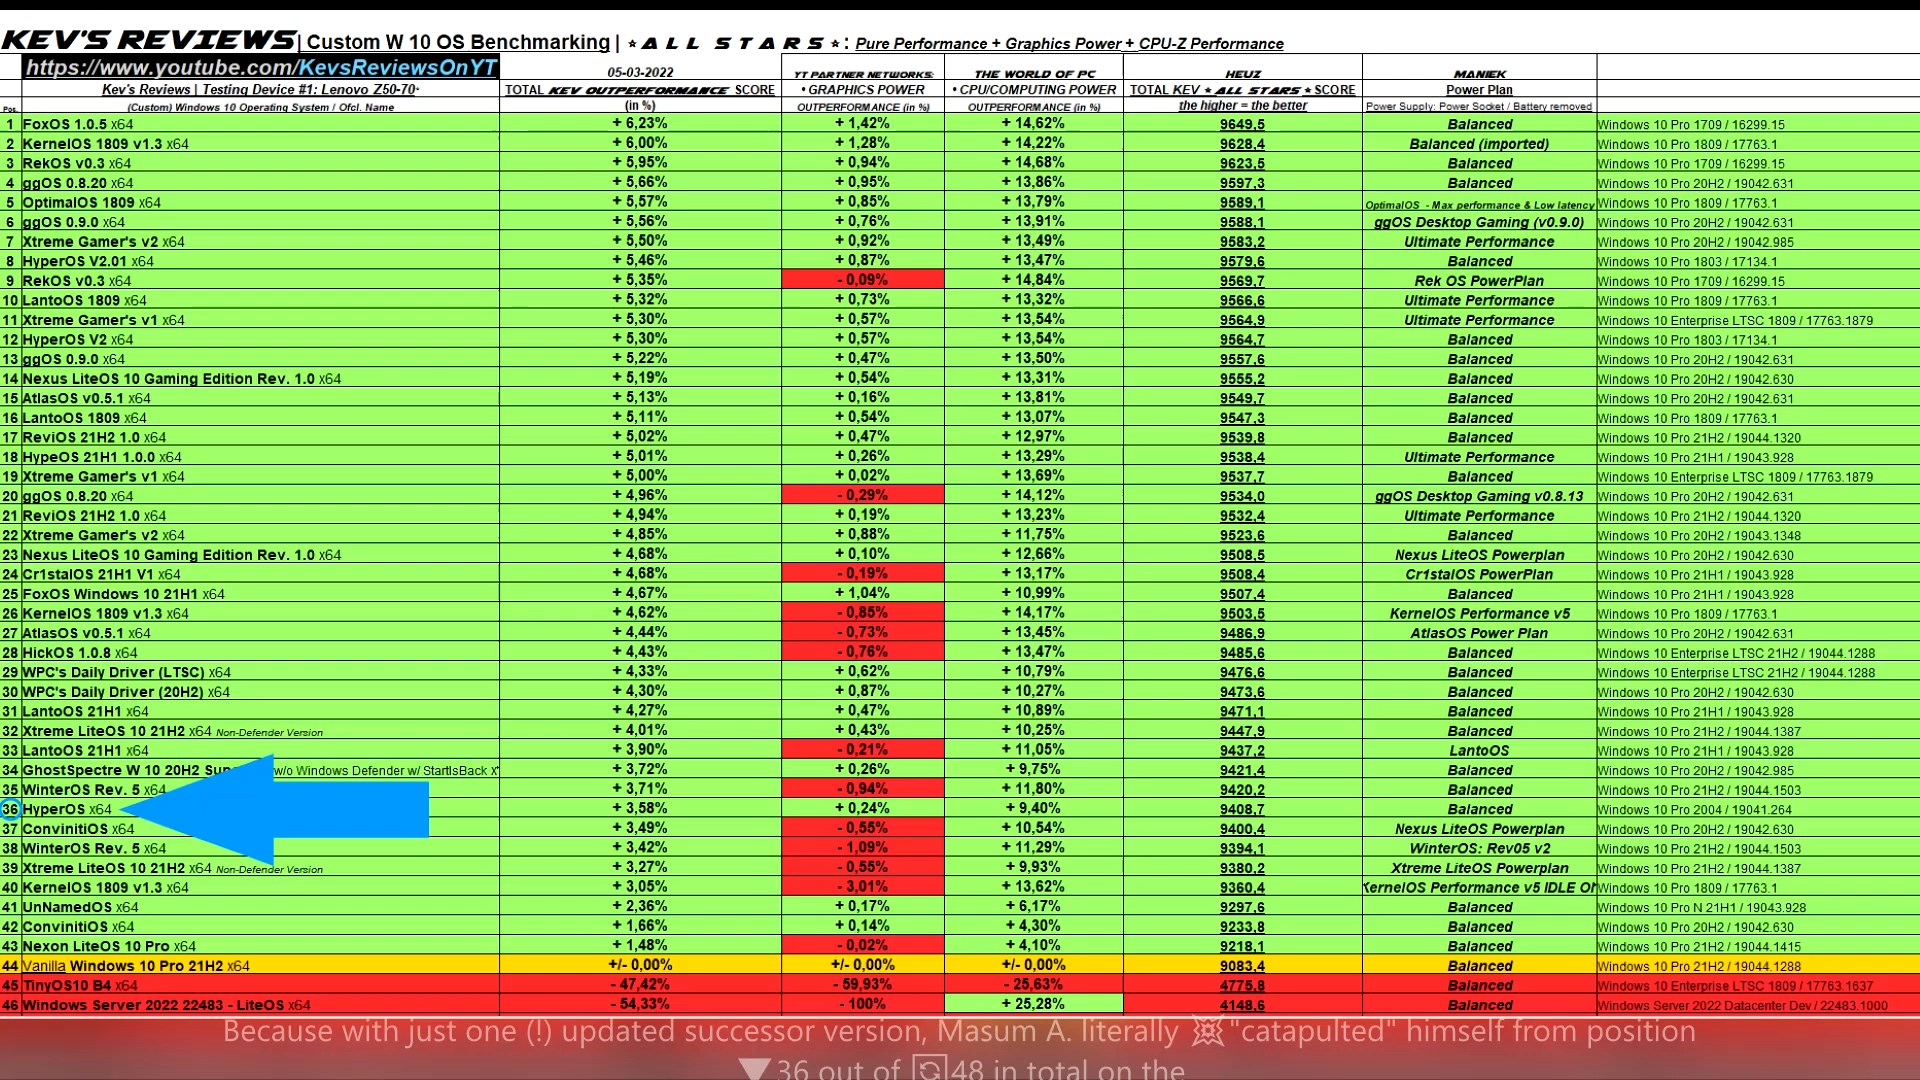 KEV'S REVIEWS | Custom W 10 OS Benchmarking | ★ALL STARS★: Pure Performance + Graphics Power + CPU-Z Performance
https://www.youtube.com/KevsReviewsOnYT 05-03-2022 YT PARTNER NETWORKS: THE WORLD OF PC HEUZ MANIEK
Kev's Reviews | Testing Device #1: Lenovo Z50-70 TOTAL KEV OUTPERFORMANCE SCORE • GRAPHICS POWER • CPU/COMPUTING POWER TOTAL KEV ★ALL STARS★ SCORE Power Plan
Pos. (Custom) Windows 10 Operating System / Ofcl. Name (in %) OUTPERFORMANCE (in %) OUTPERFORMANCE (in %) the higher = the better Power Supply: Power Socket / Battery removed
1 FoxOS 1.0.5 x64 + 6,23% + 1,42% + 14,62% 9649,5 Balanced Windows 10 Pro 1709 / 16299.15
2 KernelOS 1809 v1.3 x64 + 6,00% + 1,28% + 14,22% 9628,4 Balanced (imported) Windows 10 Pro 1809 / 17763.1
3 RekOS v0.3 x64 + 5,95% + 0,94% + 14,68% 9623,5 Balanced Windows 10 Pro 1709 / 16299.15
4 ggOS 0.8.20 x64 + 5,66% + 0,95% + 13,86% 9597,3 Balanced Windows 10 Pro 20H2 / 19042.631
5 OptimalOS 1809 x64 + 5,57% + 0,85% + 13,79% 9589,1 OptimalOS - Max performance & Low latency Windows 10 Pro 1809 / 17763.1
6 ggOS 0.9.0 x64 + 5,56% + 0,76% + 13,91% 9588,1 ggOS Desktop Gaming (v0.9.0) Windows 10 Pro 20H2 / 19042.631
7 Xtreme Gamer's v2 x64 + 5,50% + 0,92% + 13,49% 9583,2 Ultimate Performance Windows 10 Pro 20H2 / 19042.985
8 HyperOS V2.01 x64 + 5,46% + 0,87% + 13,47% 9579,6 Balanced Windows 10 Pro 1803 / 17134.1
9 RekOS v0.3 x64 + 5,35% - 0,09% + 14,84% 9569,7 Rek OS PowerPlan Windows 10 Pro 1709 / 16299.15
10 LantoOS 1809 x64 + 5,32% + 0,73% + 13,32% 9566,6 Ultimate Performance Windows 10 Pro 1809 / 17763.1
11 Xtreme Gamer's v1 x64 + 5,30% + 0,57% + 13,54% 9564,9 Ultimate Performance Windows 10 Enterprise LTSC 1809 / 17763.1879
12 HyperOS V2 x64 + 5,30% + 0,57% + 13,54% 9564,7 Balanced Windows 10 Pro 1803 / 17134.1
13 ggOS 0.9.0 x64 + 5,22% + 0,47% + 13,50% 9557,6 Balanced Windows 10 Pro 20H2 / 19042.631
14 Nexus LiteOS 10 Gaming Edition Rev. 1.0 x64 + 5,19% + 0,54% + 13,31% 9555,2 Balanced Windows 10 Pro 20H2 / 19042.630
15 AtlasOS v0.5.1 x64 + 5,13% + 0,16% + 13,81% 9549,7 Balanced Windows 10 Pro 20H2 / 19042.631
16 LantoOS 1809 x64 + 5,11% + 0,54% + 13,07% 9547,3 Balanced Windows 10 Pro 1809 / 17763.1
17 ReviOS 21H2 1.0 x64 + 5,02% + 0,47% + 12,97% 9539,8 Balanced Windows 10 Pro 21H2 / 19044.1320
18 HypeOS 21H1 1.0.0 x64 + 5,01% + 0,26% + 13,29% 9538,4 Ultimate Performance Windows 10 Pro 21H1 / 19043.928
19 Xtreme Gamer's v1 x64 + 5,00% + 0,02% + 13,69% 9537,7 Balanced Windows 10 Enterprise LTSC 1809 / 17763.1879
20 ggOS 0.8.20 x64 + 4,96% - 0,29% + 14,12% 9534,0 ggOS Desktop Gaming v0.8.13 Windows 10 Pro 20H2 / 19042.631
21 ReviOS 21H2 1.0 x64 + 4,94% + 0,19% + 13,23% 9532,4 Ultimate Performance Windows 10 Pro 21H2 / 19044.1320
22 Xtreme Gamer's v2 x64 + 4,85% + 0,88% + 11,75% 9523,6 Balanced Windows 10 Pro 21H2 / 19043.1348
23 Nexus LiteOS 10 Gaming Edition Rev. 1.0 x64 + 4,68% + 0,10% + 12,66% 9508,5 Nexus LiteOS Powerplan Windows 10 Pro 20H2 / 19042.630
24 Cr1stalOS 21H1 V1 x64 + 4,68% - 0,19% + 13,17% 9508,4 Cr1stalOS PowerPlan Windows 10 Pro 21H1 / 19043.928
25 FoxOS Windows 10 21H1 x64 + 4,67% + 1,04% + 10,99% 9507,4 Balanced Windows 10 Pro 21H1 / 19043.928
26 KernelOS 1809 v1.3 x64 + 4,62% - 0,85% + 14,17% 9503,5 KernelOS Performance v5 Windows 10 Pro 1809 / 17763.1
27 AtlasOS v0.5.1 x64 + 4,44% - 0,73% + 13,45% 9486,9 AtlasOS Power Plan Windows 10 Pro 20H2 / 19042.631
28 HickOS 1.0.8 x64 + 4,43% - 0,76% + 13,47% 9485,6 Balanced Windows 10 Enterprise LTSC 21H2 / 19044.1288
29 WPC's Daily Driver (LTSC) x64 + 4,33% + 0,62% + 10,79% 9476,6 Balanced Windows 10 Enterprise LTSC 21H2 / 19044.1288
30 WPC's Daily Driver (20H2) x64 + 4,30% + 0,87% + 10,27% 9473,6 Balanced Windows 10 Pro 20H2 / 19042.630
31 LantoOS 21H1 x64 + 4,27% + 0,47% + 10,89% 9471,1 Balanced Windows 10 Pro 21H1 / 19043.928
32 Xtreme LiteOS 10 21H2 x64 Non-Defender Version + 4,01% + 0,43% + 10,25% 9447,9 Balanced Windows 10 Pro 21H2 / 19044.1387
33 LantoOS 21H1 x64 + 3,90% - 0,21% + 11,05% 9437,2 LantoOS Windows 10 Pro 21H1 / 19043.928
34 GhostSpectre W 10 20H2 w/o Windows Defender w/ StartIsBack + 3,72% + 0,26% + 9,75% 9421,4 Balanced Windows 10 Pro 20H2 / 19042.985
35 WinterOS Rev. 5 x64 + 3,71% - 0,94% + 11,80% 9420,2 Balanced Windows 10 Pro 21H2 / 19044.1503
36 HyperOS x64 + 3,58% + 0,24% + 9,40% 9408,7 Balanced Windows 10 Pro 2004 / 19041.264
37 ConvinitiOS x64 + 3,49% - 0,55% + 10,54% 9400,4 Nexus LiteOS Powerplan Windows 10 Pro 20H2 / 19042.630
38 WinterOS Rev. 5 x64 + 3,42% - 1,09% + 11,29% 9394,1 WinterOS: Rev05 v2 Windows 10 Pro 21H2 / 19044.1503
39 Xtreme LiteOS 10 21H2 x64 Non-Defender Version + 3,27% - 0,55% + 9,93% 9380,2 Xtreme LiteOS Powerplan Windows 10 Pro 21H2 / 19044.1387
40 KernelOS 1809 v1.3 x64 + 3,05% - 3,01% + 13,62% 9360,4 KernelOS Performance v5 IDLE Windows 10 Pro 1809 / 17763.1
41 UnNamedOS x64 + 2,36% + 0,17% + 6,17% 9297,6 Balanced Windows 10 Pro N 21H1 / 19043.928
42 ConvinitiOS x64 + 1,66% + 0,14% + 4,30% 9233,8 Balanced Windows 10 Pro 20H2 / 19042.630
43 Nexon LiteOS 10 Pro x64 + 1,48% - 0,02% + 4,10% 9218,1 Balanced Windows 10 Pro 21H2 / 19044.1415
44 Vanilla Windows 10 Pro 21H2 x64 +/- 0,00% +/- 0,00% +/- 0,00% 9083,4 Balanced Windows 10 Pro 21H2 / 19044.1288
45 TinyOS10 B4 x64 - 47,42% - 59,93% - 25,63% 4775,8 Balanced Windows 10 Enterprise LTSC 1809 / 17763.1637
46 Windows Server 2022 22483 - LiteOS x64 - 54,33% - 100% + 25,28% 4148,6 Balanced Windows Server 2022 Datacenter Dev / 22483.1000
Because with just one (!) updated successor version, Masum A. literally 💥"catapulted" himself from position
▼36 out of 🔄48 in total on the